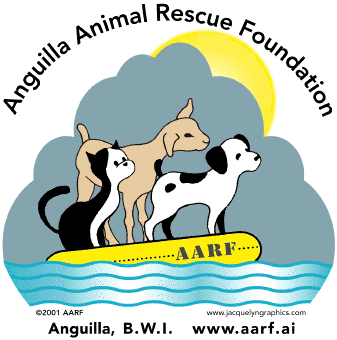 Anguilla Animal Rescue Foundation
AARF
©2001 AARF www.jacquelyngraphics.com
Anguilla, B.W.I. www.aarf.ai